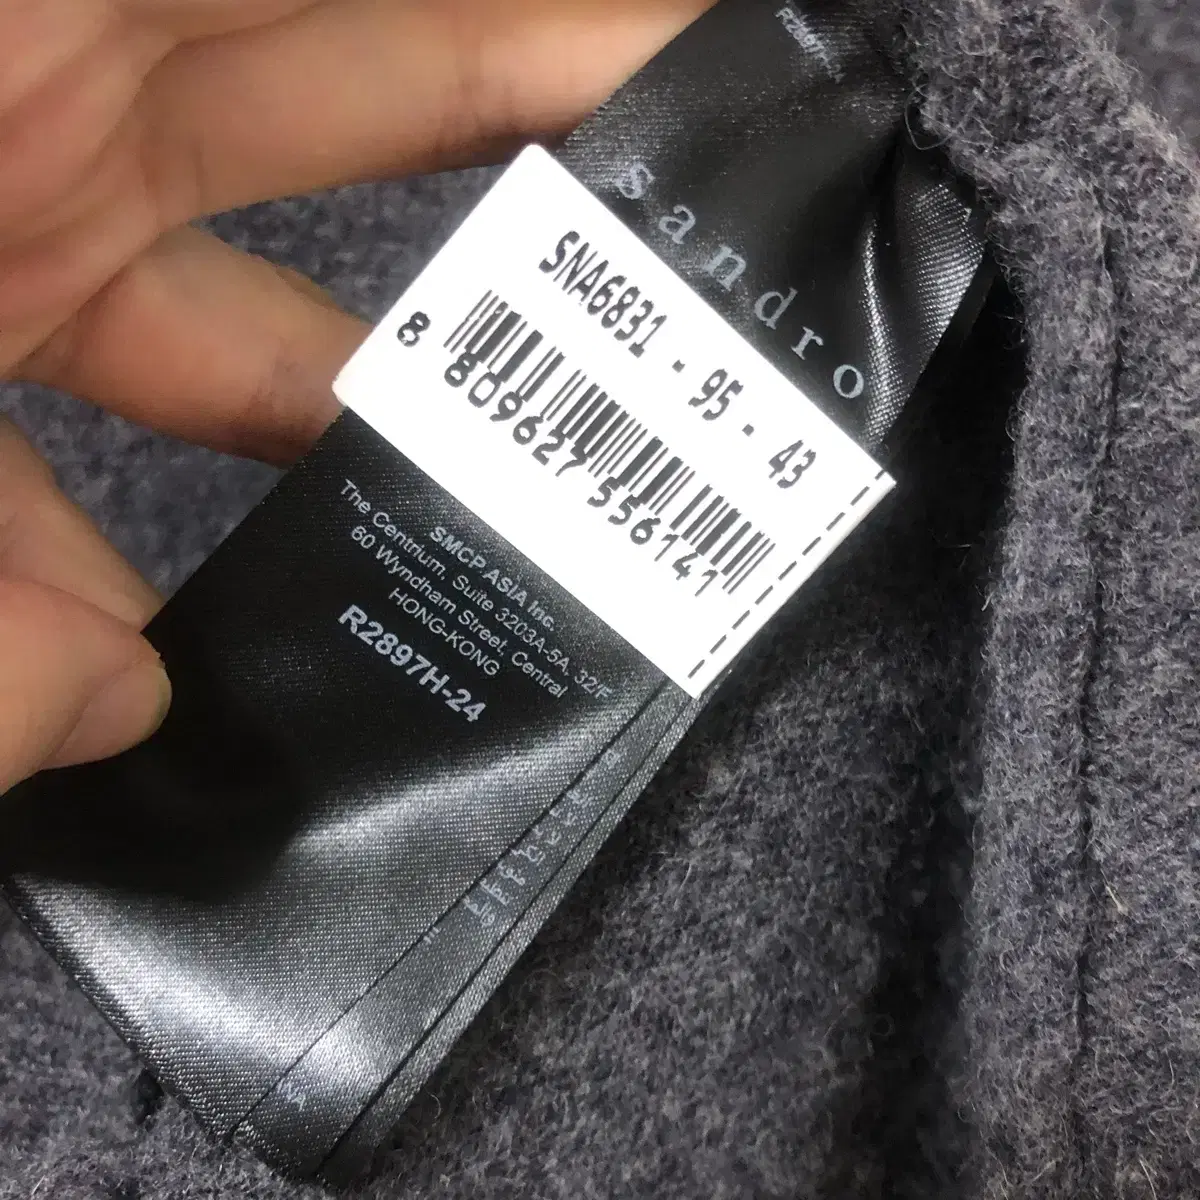 R2897
sandro
SNA6831 - 95 - 43
8 809627 556141
SMCP ASIA Inc.
The Centrium, Suite 3203A-5A, 32/F
60 Wyndham Street, Central
HONG-KONG
R2897H-24